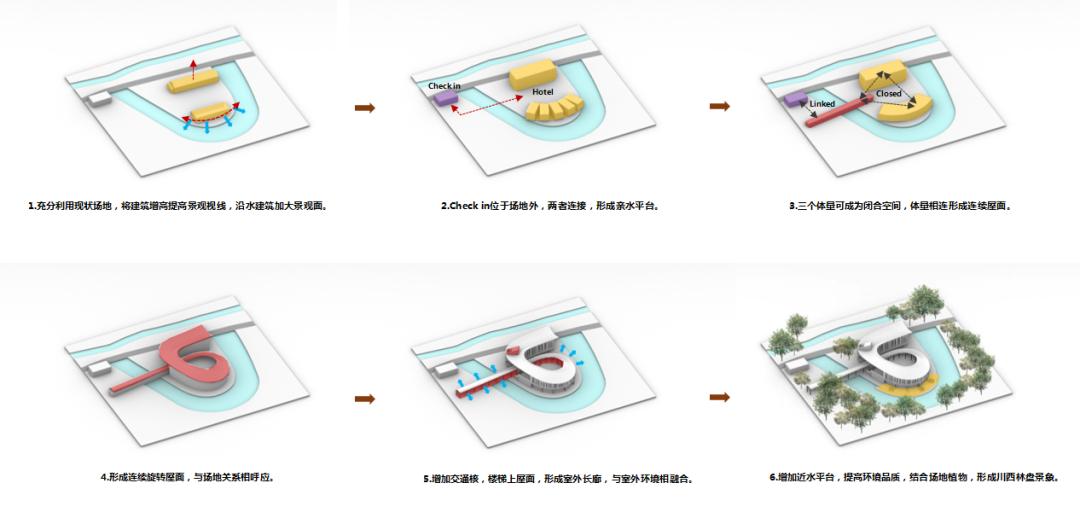 Check in
Hotel
Linked
Closed
1.充分利用现状场地，将建筑增高提高景观视线，沿水建筑加大景观面。
2.Check in位于场地外，两者连接，形成亲水平台。
3.三个体量可成为闭合空间，体量相连形成连续屋面。
4.形成连续旋转屋面，与场地关系相呼应。
5.增加交通核，楼梯上屋面，形成室外长廊，与室外环境相融合。
6.增加近水平台，提高环境品质，结合场地植物，形成川西林盘景象。